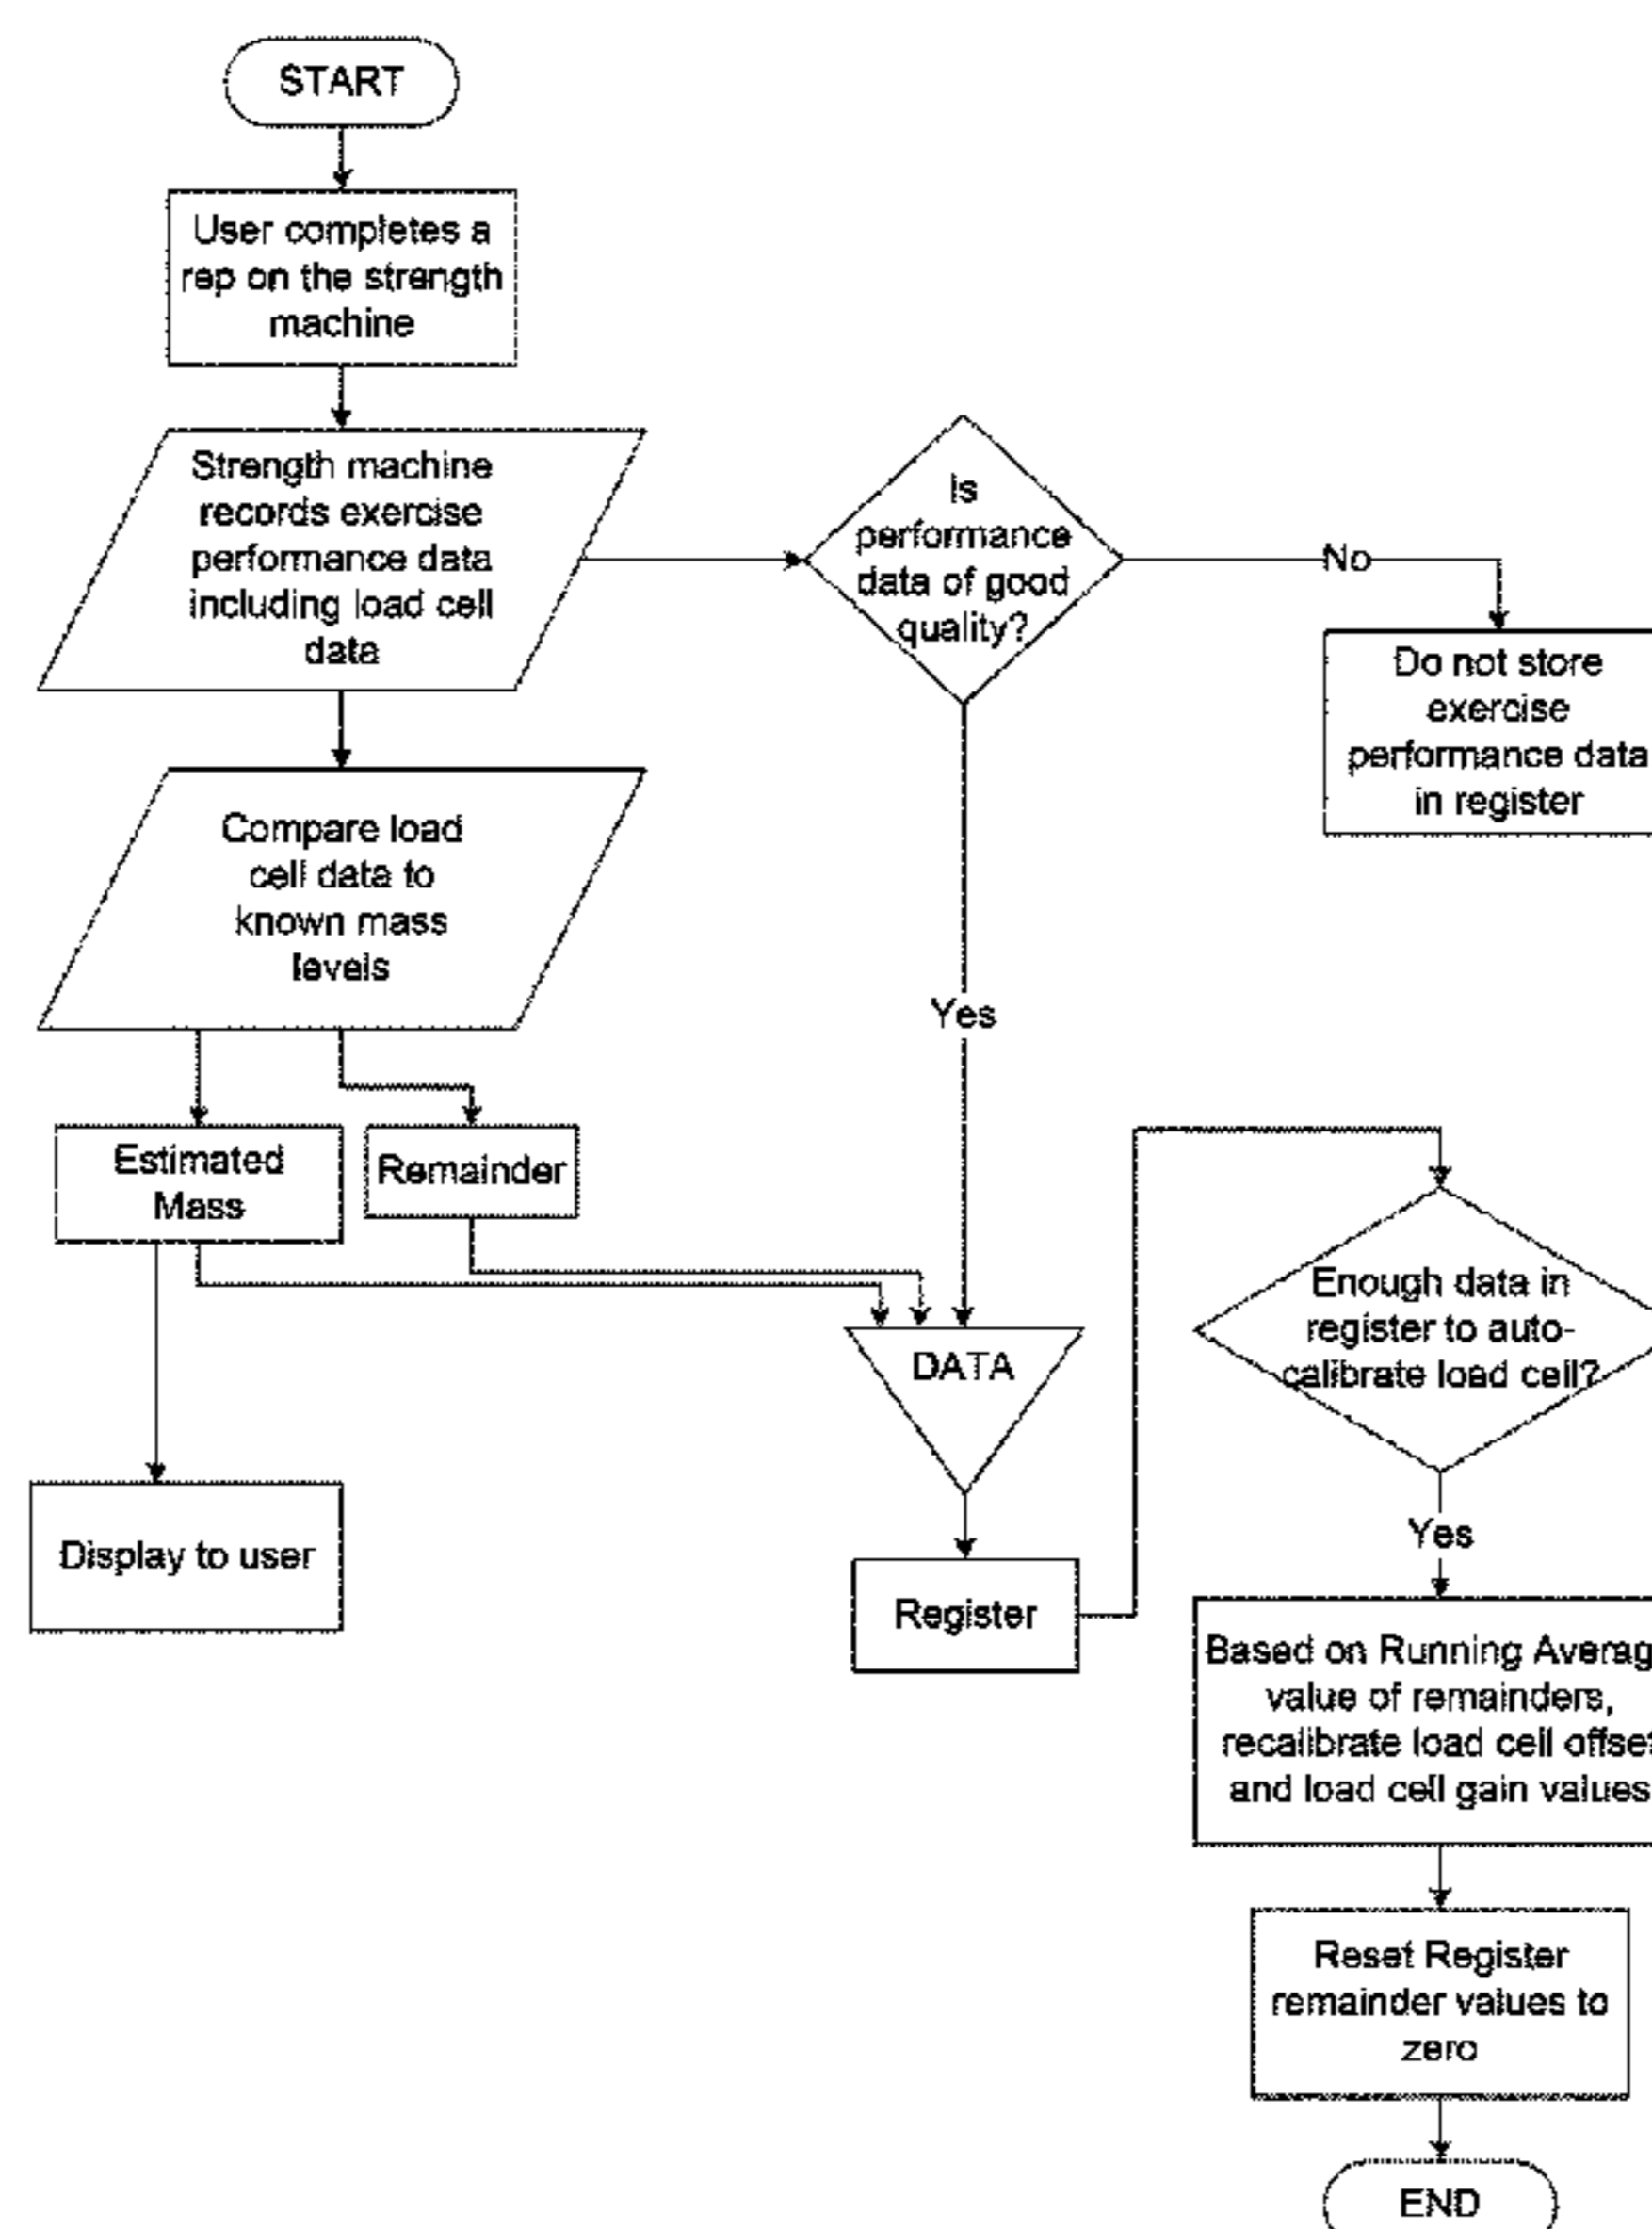 START
User completes a
rep on the strength
machine
Strength machine
records exercise
performance data
including load cell
data
Is
performance
data of good
quality?
No
Do not store
exercise
performance data
in register
Compare load
cell data to
known mass
levels
Yes
Estimated
Mass
Remainder
Enough data in
register to auto-
calibrate load cell?
DATA
Yes
Display to user
Register
Based on Running Averag
value of remainders,
recalibrate load cell offset
and load cell gain values
Reset Register
remainder values to
zero
END